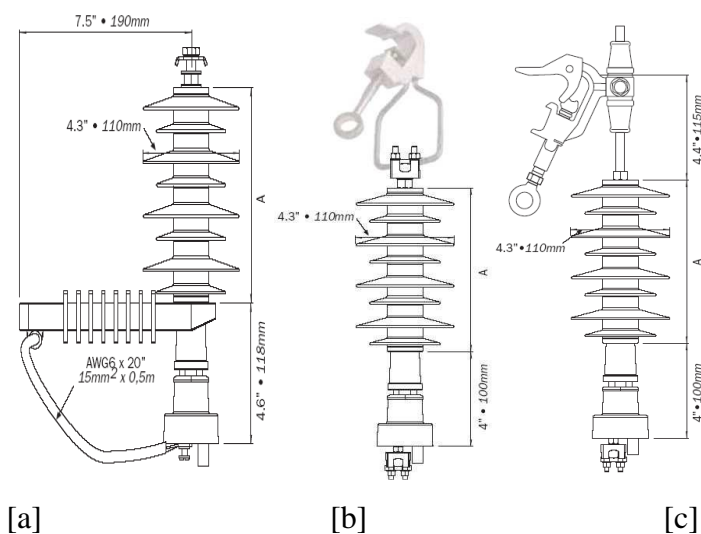 7.5" • 190mm
4.3" • 110mm
A
AWG6 x 20"
15mm² x 0,5m
4.6" • 118mm
4.3" • 110mm
A
4" • 100mm
4.4" • 115mm
4.3" • 110mm
A
4" • 100mm
[a] [b] [c]